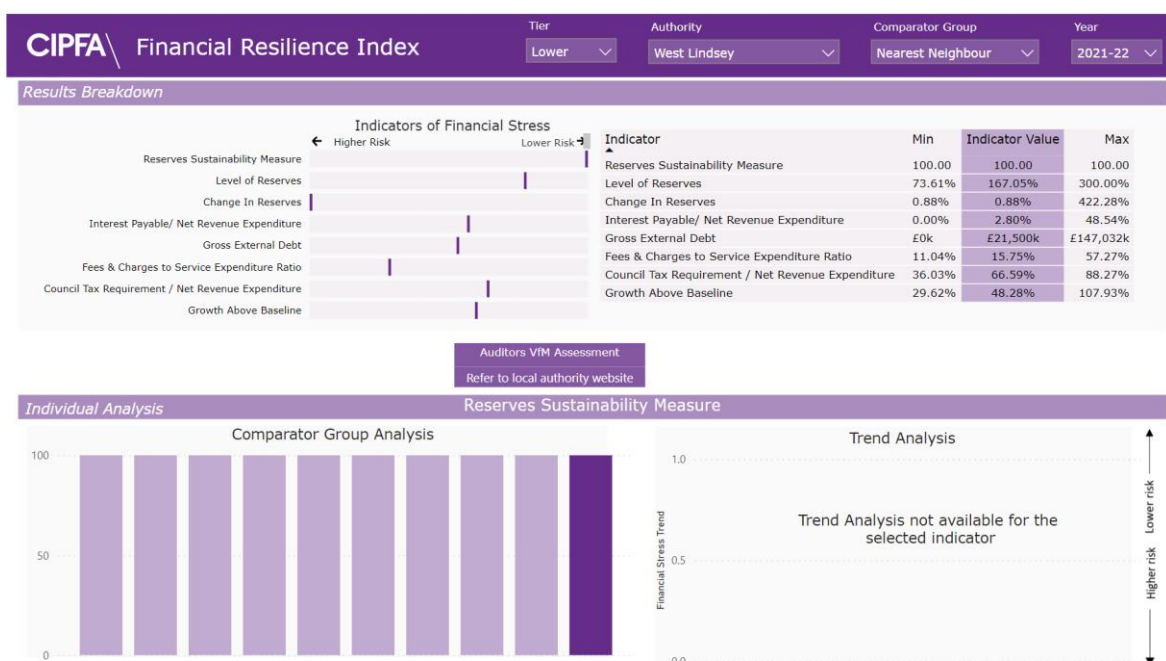 CIPFA\ Financial Resilience Index
Tier
Lower
Authority
West Lindsey
Comparator Group
Nearest Neighbour
Year
2021-22
Results Breakdown
Indicators of Financial Stress
← Higher Risk Lower Risk →
Reserves Sustainability Measure
Level of Reserves
Change In Reserves
Interest Payable/ Net Revenue Expenditure
Gross External Debt
Fees & Charges to Service Expenditure Ratio
Council Tax Requirement / Net Revenue Expenditure
Growth Above Baseline
Indicator Min Indicator Value Max
Reserves Sustainability Measure 100.00 100.00 100.00
Level of Reserves 73.61% 167.05% 300.00%
Change In Reserves 0.88% 0.88% 422.28%
Interest Payable/ Net Revenue Expenditure 0.00% 2.80% 48.54%
Gross External Debt £0k £21,500k £147,032k
Fees & Charges to Service Expenditure Ratio 11.04% 15.75% 57.27%
Council Tax Requirement / Net Revenue Expenditure 36.03% 66.59% 88.27%
Growth Above Baseline 29.62% 48.28% 107.93%
Auditors VfM Assessment
Refer to local authority website
Individual Analysis Reserves Sustainability Measure
Comparator Group Analysis
100
50
0
Trend Analysis
Financial Stress Trend
1.0
0.5
0.0
Trend Analysis not available for the
selected indicator
Higher risk Lower risk